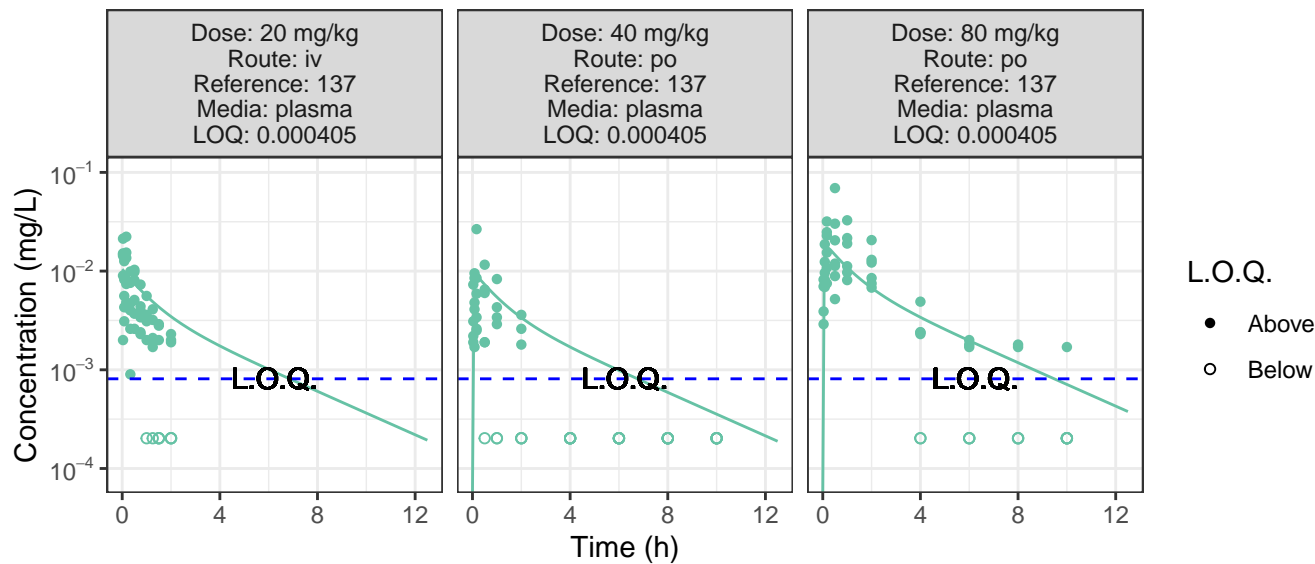 Dose: 20 mg/kg
Route: iv
Reference: 137
Media: plasma
LOQ: 0.000405
Dose: 40 mg/kg
Route: po
Reference: 137
Media: plasma
LOQ: 0.000405
Dose: 80 mg/kg
Route: po
Reference: 137
Media: plasma
LOQ: 0.000405
Concentration (mg/L)
10⁻¹
10⁻²
10⁻³
10⁻⁴
L.O.Q.
L.O.Q.
L.O.Q.
0 4 8 12
0 4 8 12
0 4 8 12
Time (h)
L.O.Q.
Above
Below